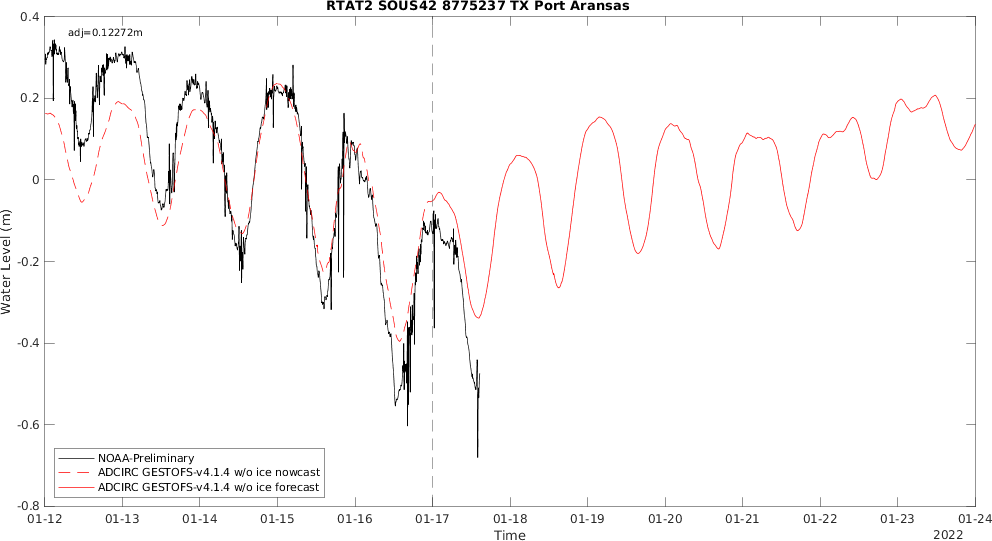 RTAT2 SOUS42 8775237 TX Port Aransas
adj=0.12272m
0.4
0.2
0
-0.2
-0.4
-0.6
-0.8
Water Level (m)
NOAA-Preliminary
ADCIRC GESTOFS-v4.1.4 w/o ice nowcast
ADCIRC GESTOFS-v4.1.4 w/o ice forecast
01-12 01-13 01-14 01-15 01-16 01-17 01-18 01-19 01-20 01-21 01-22 01-23 01-24
Time
2022